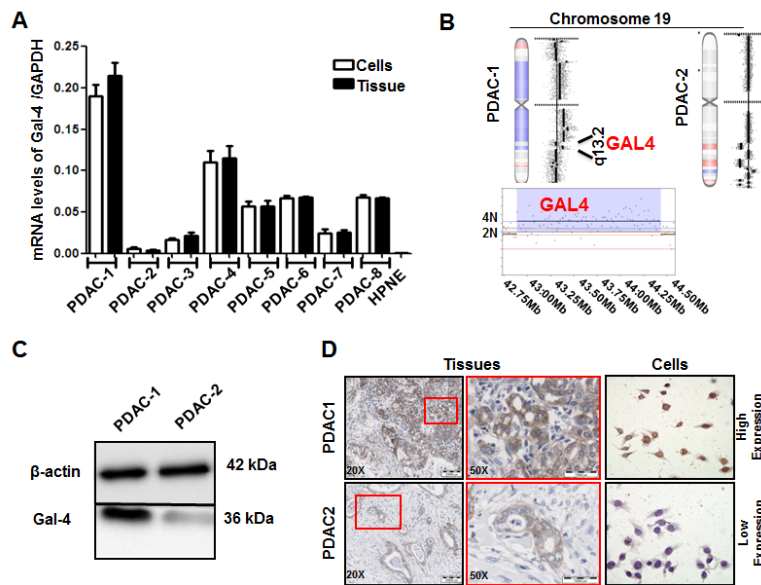 A
mRNA levels of Gal-4 /GAPDH
0.20
0.15
0.10
0.05
0.00
Cells
Tissue
PDAC-1
PDAC-2
PDAC-3
PDAC-4
PDAC-5
PDAC-6
PDAC-7
PDAC-8
HPNE
B
Chromosome 19
PDAC-1
PDAC-2
q13.2
GAL4
GAL4
4N
2N
42.75Mb
43:00Mb
43.25Mb
43.50Mb
43.75Mb
44:00Mb
44.25Mb
44.50Mb
C
PDAC-1
PDAC-2
β-actin
42 kDa
Gal-4
36 kDa
D
Tissues
Cells
PDAC1
20X
50X
High
Expression
PDAC2
20X
50X
Low
Expression